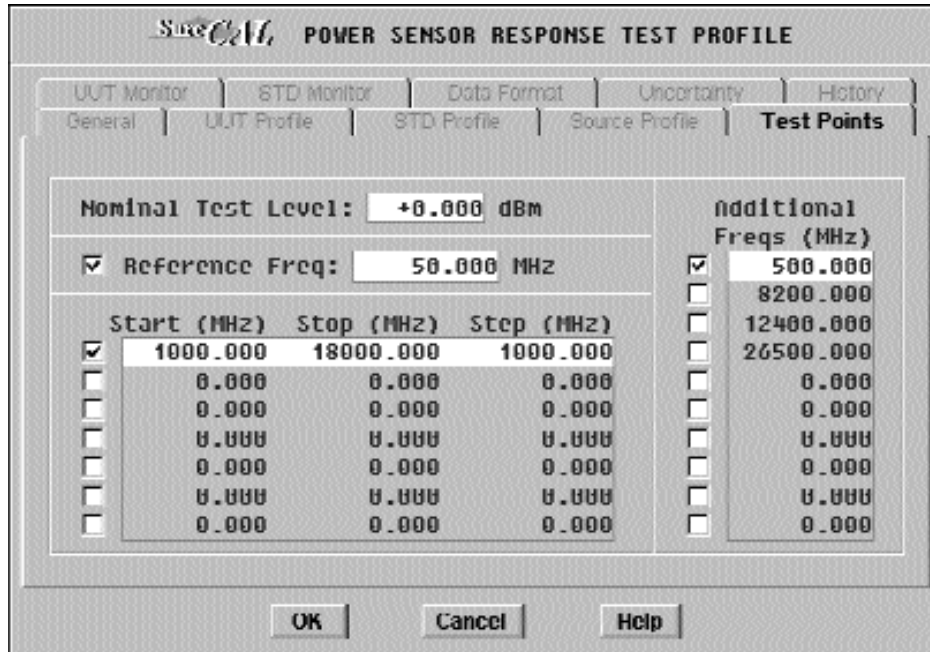 SureCAL POWER SENSOR RESPONSE TEST PROFILE
UUT Monitor STD Monitor Data Format Uncertainty History
General UUT Profile STD Profile Source Profile Test Points
Nominal Test Level: +0.000 dBm
Reference Freq: 50.000 MHz
Start (MHz) Stop (MHz) Step (MHz)
1000.000 18000.000 1000.000
0.000 0.000 0.000
0.000 0.000 0.000
0.000 0.000 0.000
0.000 0.000 0.000
0.000 0.000 0.000
0.000 0.000 0.000
Additional
Freqs (MHz)
500.000
8200.000
12400.000
26500.000
0.000
0.000
0.000
0.000
0.000
0.000
OK Cancel Help